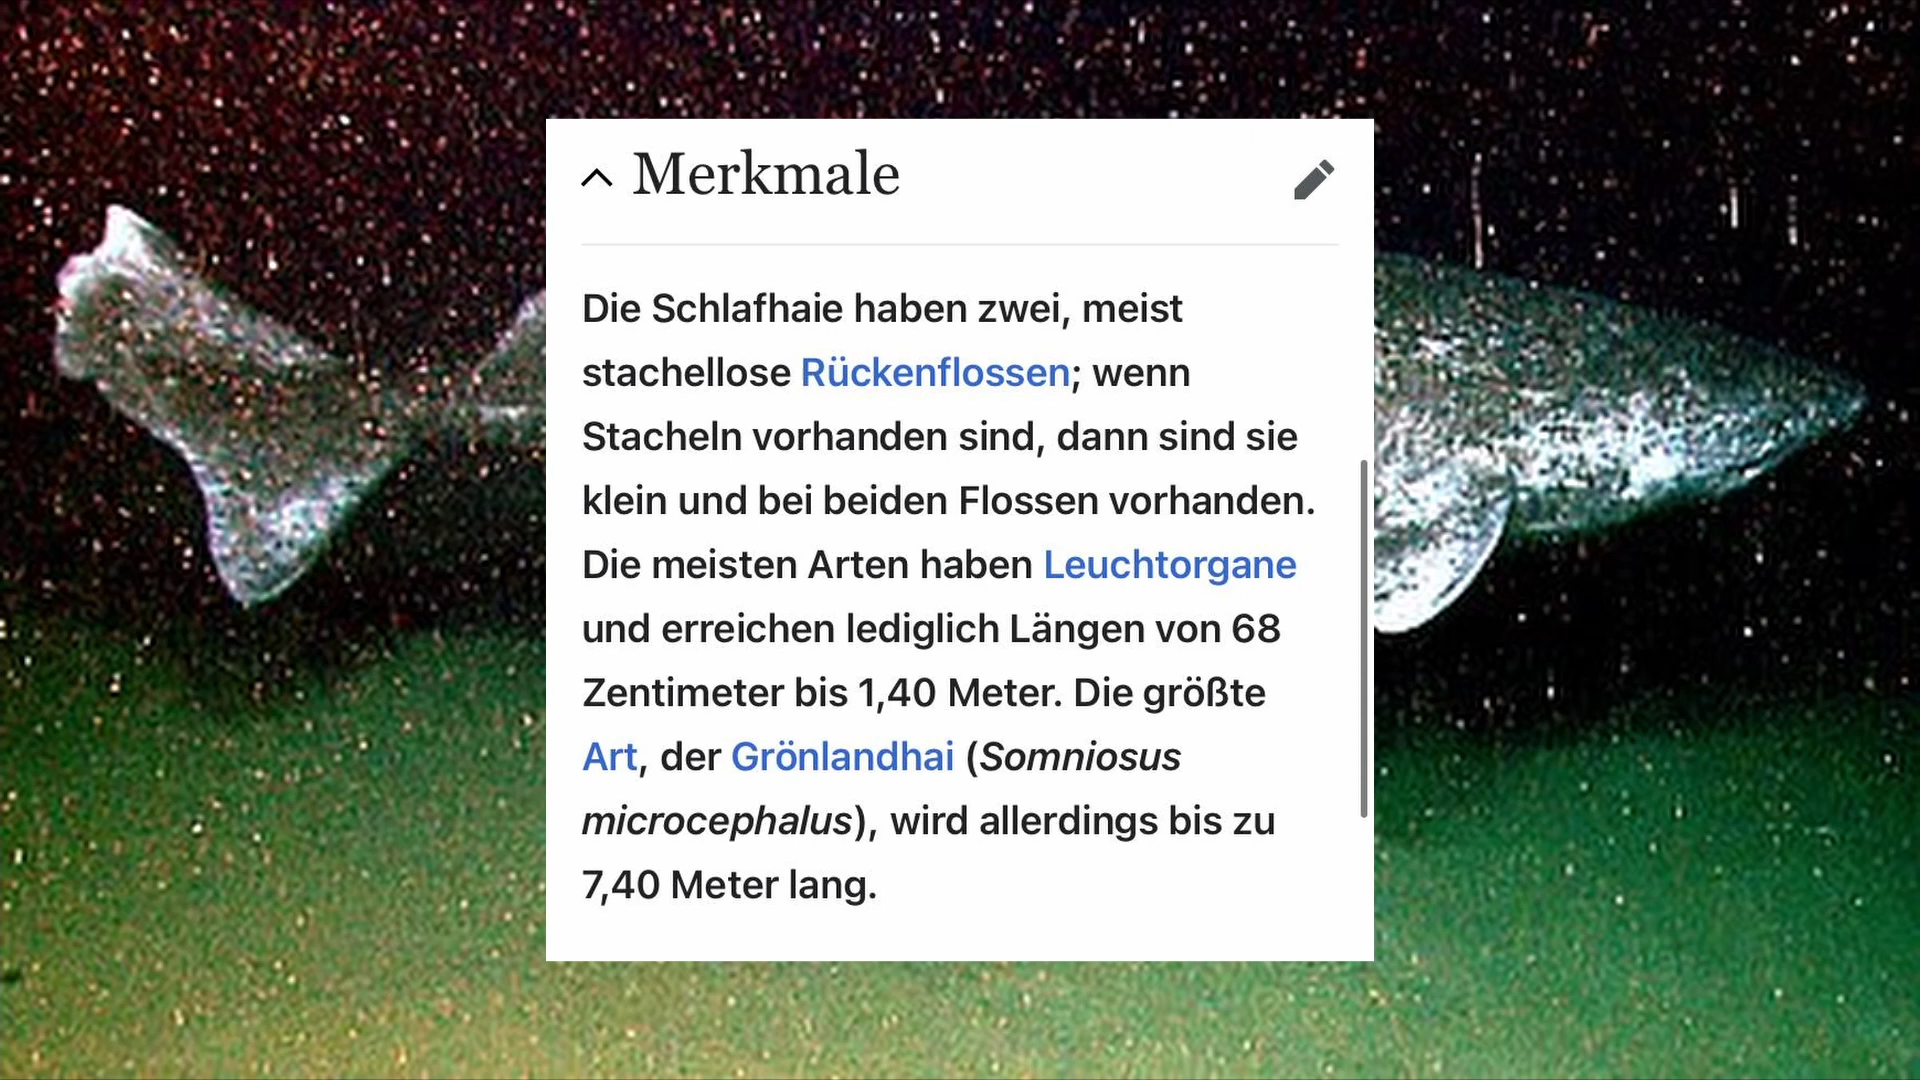 Merkmale
Die Schlafhaie haben zwei, meist
stachellose Rückenflossen; wenn
Stacheln vorhanden sind, dann sind sie
klein und bei beiden Flossen vorhanden.
Die meisten Arten haben Leuchtorgane
und erreichen lediglich Längen von 68
Zentimeter bis 1,40 Meter. Die größte
Art, der Grönlandhai (Somniosus
microcephalus), wird allerdings bis zu
7,40 Meter lang.